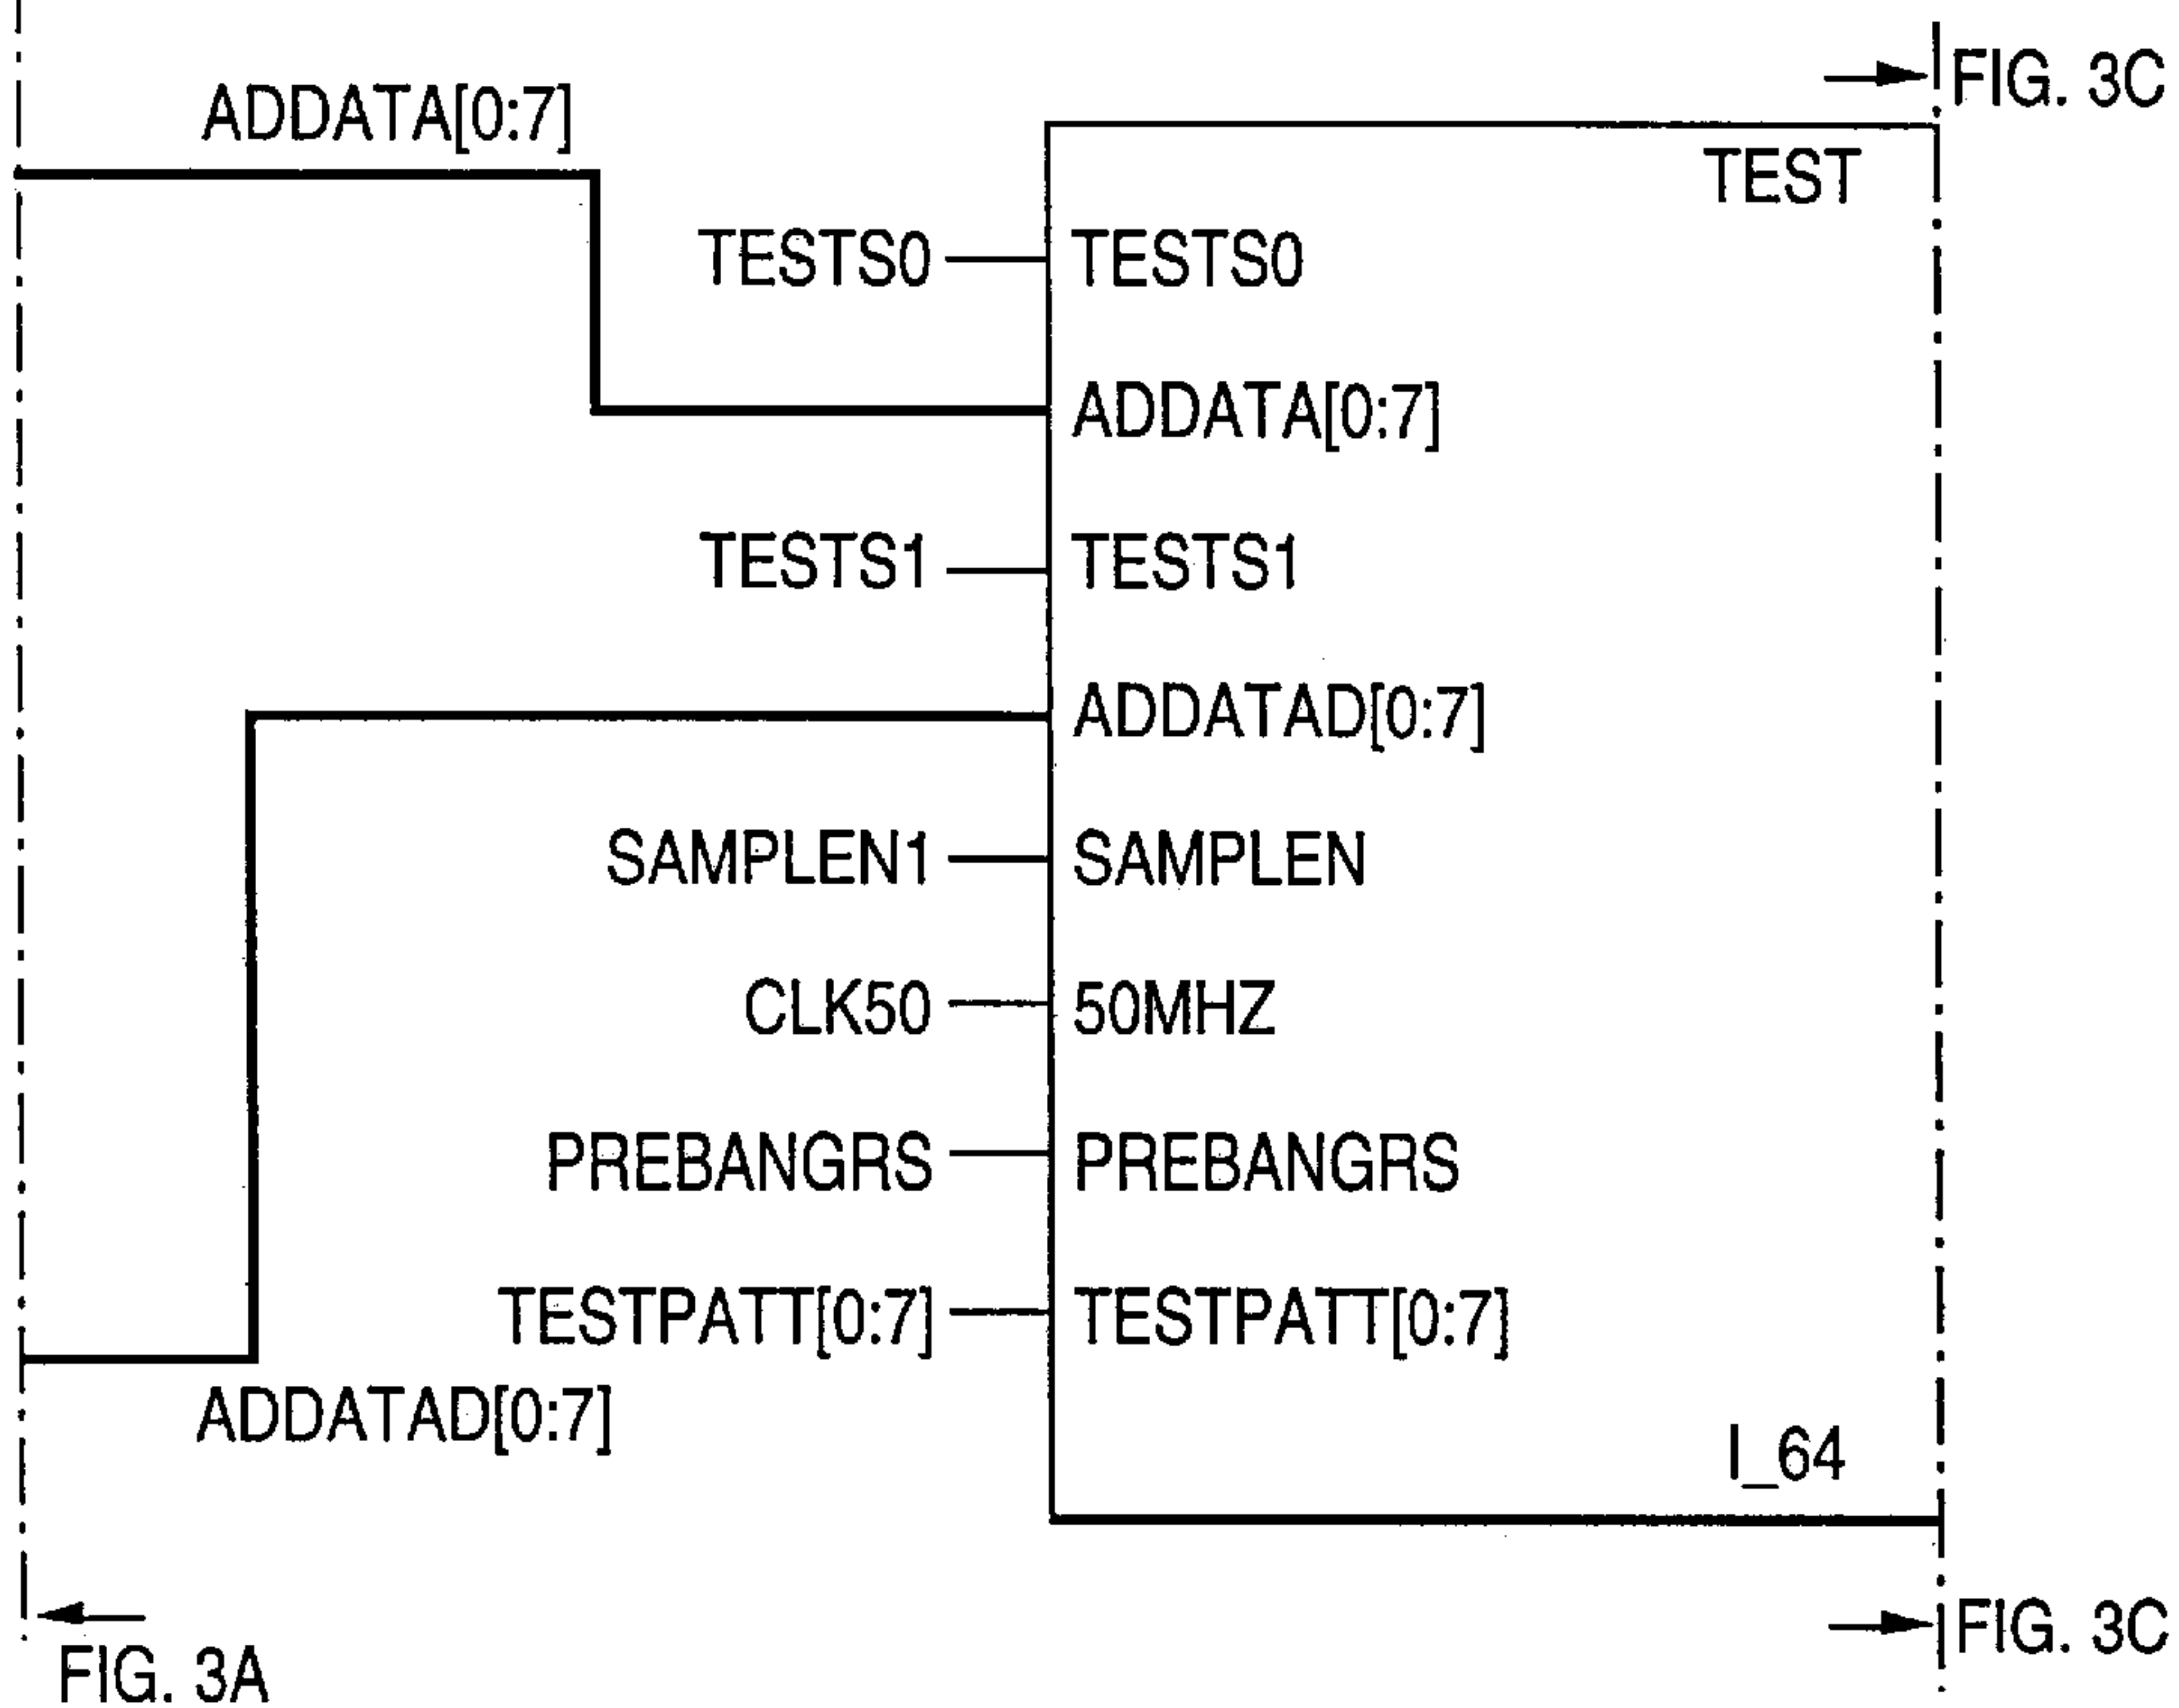 FIG. 3C
ADDATA[0:7]
TEST
TESTS0 TESTS0
ADDATA[0:7]
TESTS1 TESTS1
ADDATAD[0:7]
SAMPLEN1 SAMPLEN
CLK50 50MHZ
PREBANGRS PREBANGRS
TESTPATT[0:7] TESTPATT[0:7]
ADDATAD[0:7]
I_64
FIG. 3A
FIG. 3C